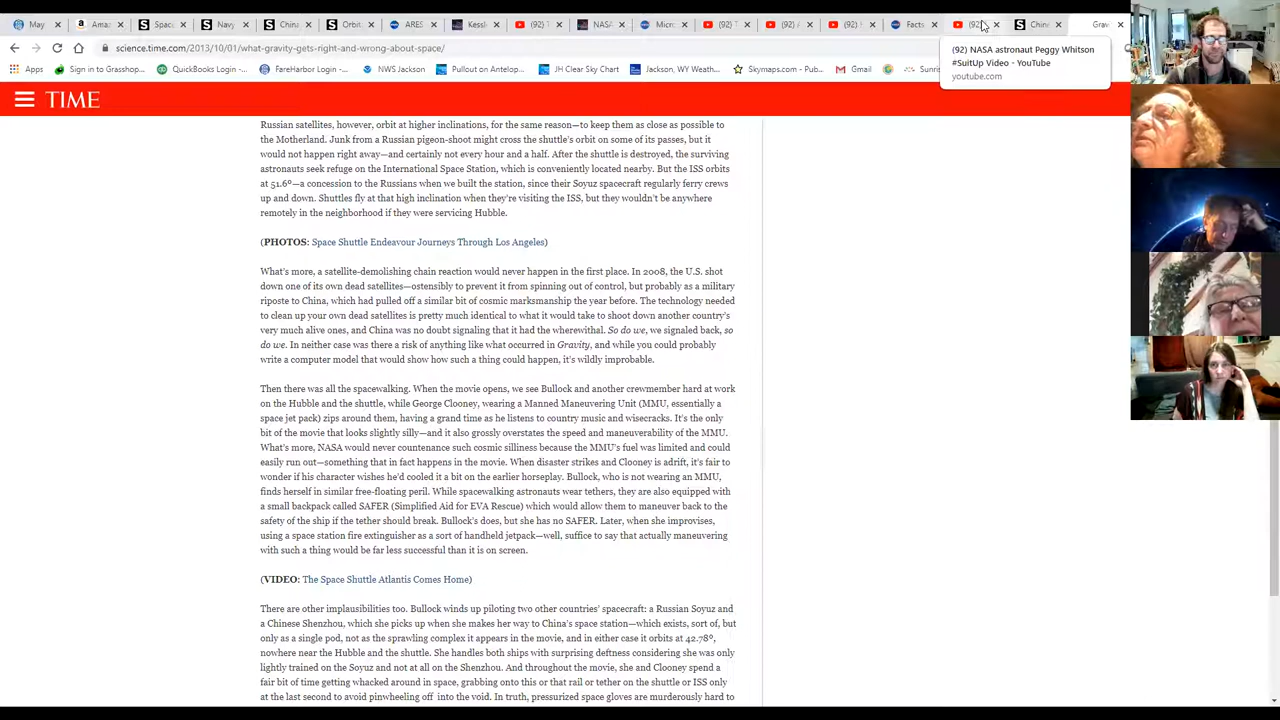 May
Amaz
Space
Navy
China
Orbit
ARES
Kessle
(92) T
NASA
Micro
(92) T
(92) A
(92)
Facts
(92)
China
Grav
science.time.com/2013/10/01/what-gravity-gets-right-and-wrong-about-space/
(92) NASA astronaut Peggy Whitson
#SuitUp Video - YouTube
youtube.com
Apps
Sign in to Grasshop...
QuickBooks Login -...
FareHarbor Login -...
NWS Jackson
Pullout on Antelop...
JH Clear Sky Chart
Jackson, WY Weath...
Skymaps.com - Th...
Gmail
Sunris
TIME
Russian satellites, however, orbit at higher inclinations, for the same reason—to keep them as close as possible to
the Motherland. Junk from a Russian pigeon-shoot might cross the shuttle's orbit on some of its passes, but it
would not happen right away—and certainly not every hour and a half. After the shuttle is destroyed, the surviving
astronauts seek refuge on the International Space Station, which is conveniently located nearby. But the ISS orbits
at 51.6º—a concession to the Russians when we built the station, since their Soyuz spacecraft regularly ferry crews
up and down. Shuttles fly at that high inclination when they're visiting the ISS, but they wouldn't be anywhere
remotely in the neighborhood if they were servicing Hubble.
(PHOTOS: Space Shuttle Endeavour Journeys Through Los Angeles)
What's more, a satellite-demolishing chain reaction would never happen in the first place. In 2008, the U.S. shot
down one of its own dead satellites—ostensibly to prevent it from spinning out of control, but probably as a military
riposte to China, which had pulled off a similar bit of cosmic marksmanship the year before. The technology needed
to clean up your own dead satellites is pretty much identical to what it would take to shoot down another country's
very much alive ones, and China was no doubt signaling that it had the wherewithal. So do we, we signaled back, so
do we. In neither case was there a risk of anything like what occurred in Gravity, and while you could probably
write a computer model that would show how such a thing could happen, it's wildly improbable.
Then there was all the spacewalking. When the movie opens, we see Bullock and another crewmember hard at work
on the Hubble and the shuttle, while George Clooney, wearing a Manned Maneuvering Unit (MMU, essentially a
space jet pack) zips around them, having a grand time as he listens to country music and wisecracks. It's the only
bit of the movie that looks slightly silly—and it also grossly overstates the speed and maneuverability of the MMU.
What's more, NASA would never countenance such cosmic silliness because the MMU's fuel was limited and could
easily run out—something that in fact happens in the movie. When disaster strikes and Clooney is adrift, it's fair to
wonder if his character wishes he'd cooled it a bit on the earlier horseplay. Bullock, who is not wearing an MMU,
finds herself in similar free-floating peril. While spacewalking astronauts wear tethers, they are also equipped with
a small backpack called SAFER (Simplified Aid for EVA Rescue) which would allow them to maneuver back to the
safety of the ship if the tether should break. Bullock's does, but she has no SAFER. Later, when she improvises,
using a space station fire extinguisher as a sort of handheld jetpack—well, suffice to say that actually maneuvering
with such a thing would be far less successful than it is on screen.
(VIDEO: The Space Shuttle Atlantis Comes Home)
There are other implausibilities too. Bullock winds up piloting two other countries' spacecraft: a Russian Soyuz and
a Chinese Shenzhou, which she picks up when she makes her way to China's space station—which exists, sort of, but
only as a single pod, not as the sprawling complex it appears in the movie, and in either case it orbits at 42.78º,
nowhere near the Hubble and the shuttle. She handles both ships with surprising deftness considering she was only
lightly trained on the Soyuz and not at all on the Shenzhou. And throughout the movie, she and Clooney spend a
fair bit of time getting whacked around in space, grabbing onto this or that rail or tether on the shuttle or ISS only
at the last second to avoid pinwheeling off into the void. In truth, pressurized space gloves are murderously hard to